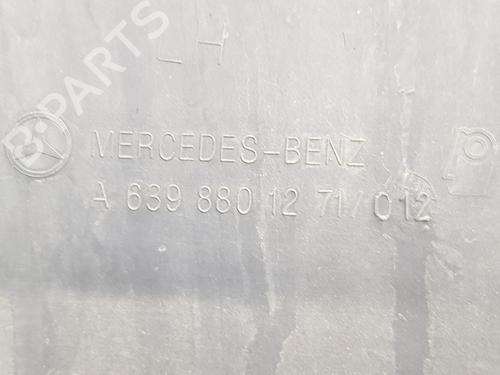 B-PARTS
MERCEDES-BENZ
A 639 880 12 71/012